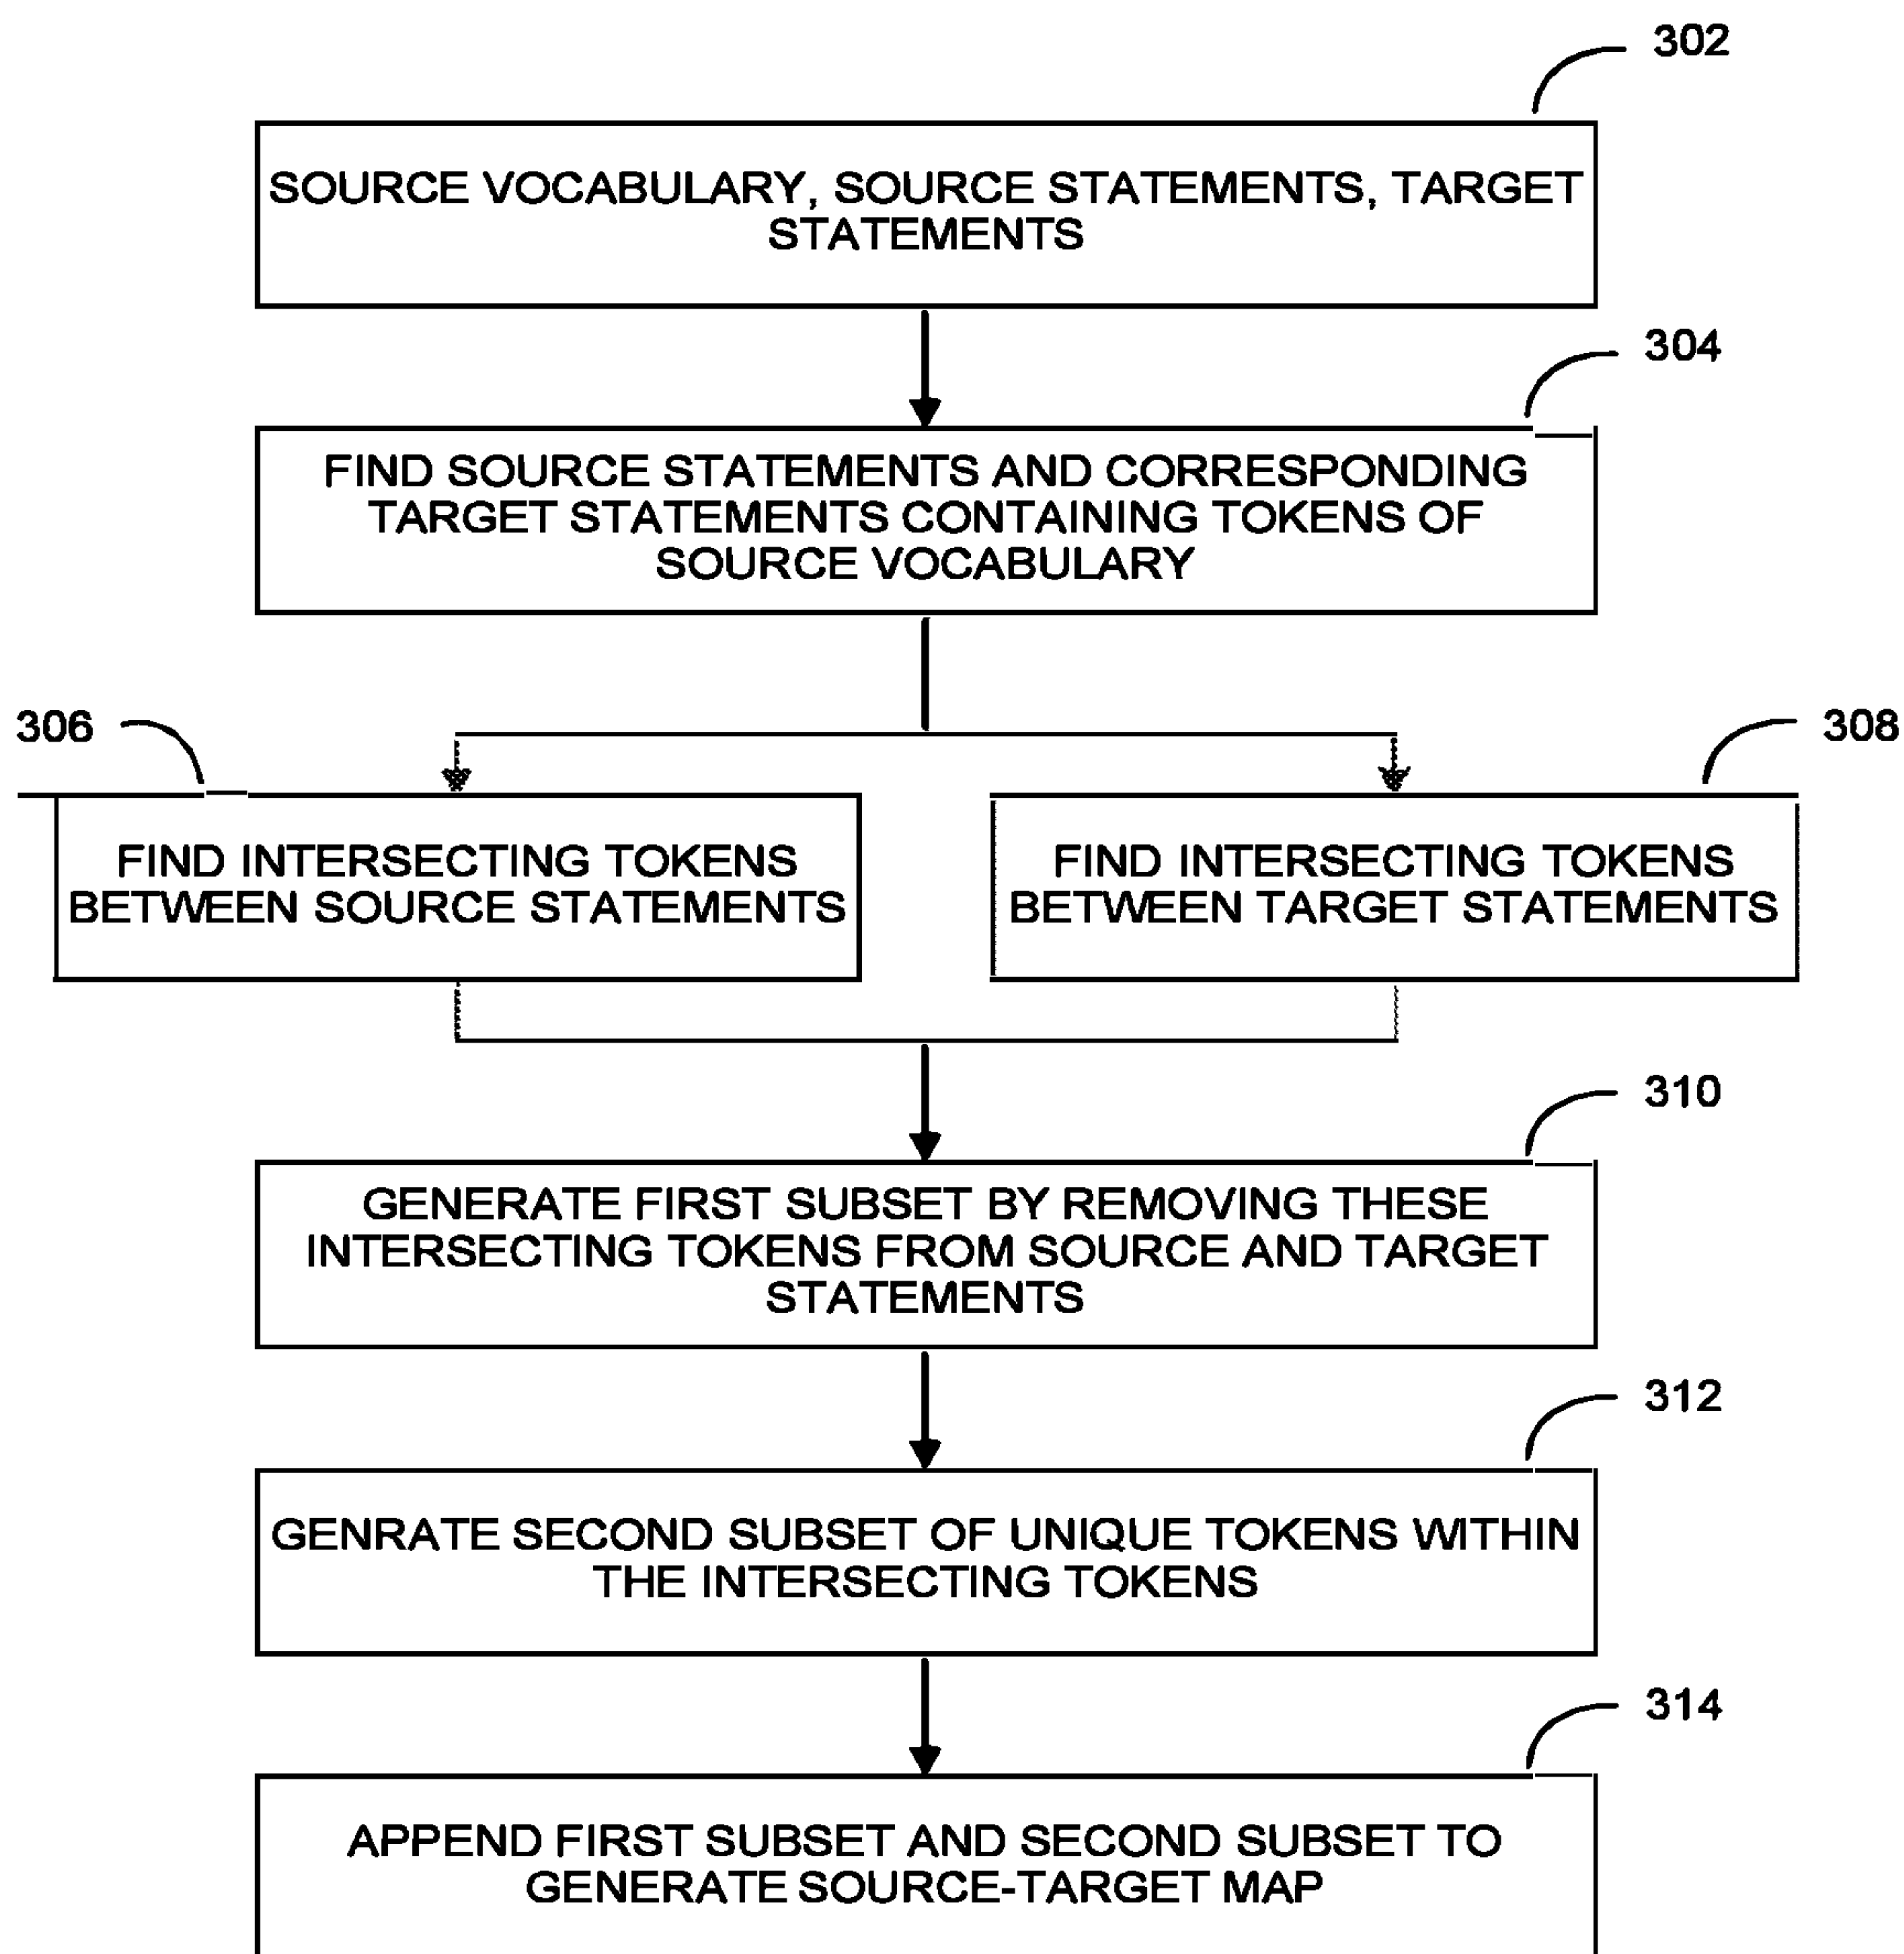 302
SOURCE VOCABULARY, SOURCE STATEMENTS, TARGET
STATEMENTS
304
FIND SOURCE STATEMENTS AND CORRESPONDING
TARGET STATEMENTS CONTAINING TOKENS OF
SOURCE VOCABULARY
306
308
FIND INTERSECTING TOKENS
BETWEEN SOURCE STATEMENTS
FIND INTERSECTING TOKENS
BETWEEN TARGET STATEMENTS
310
GENERATE FIRST SUBSET BY REMOVING THESE
INTERSECTING TOKENS FROM SOURCE AND TARGET
STATEMENTS
312
GENRATE SECOND SUBSET OF UNIQUE TOKENS WITHIN
THE INTERSECTING TOKENS
314
APPEND FIRST SUBSET AND SECOND SUBSET TO
GENERATE SOURCE-TARGET MAP